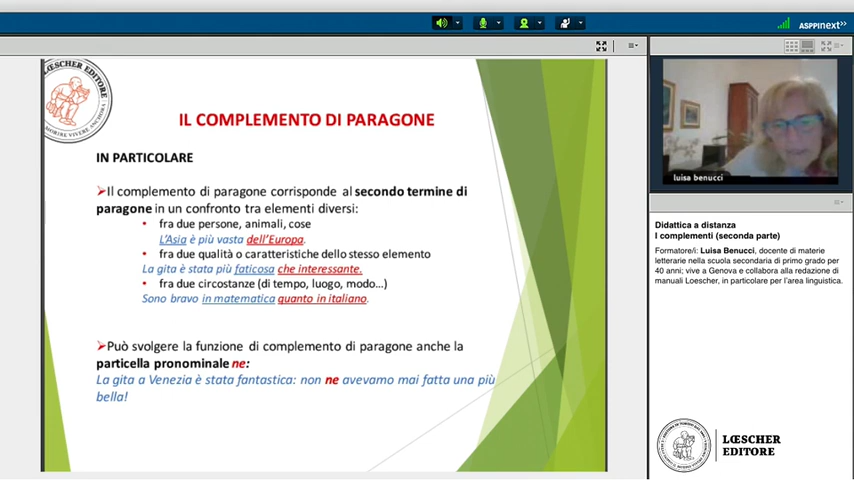 ASPPInext>>
LŒSCHER EDITORE
IL COMPLEMENTO DI PARAGONE
IN PARTICOLARE
➢Il complemento di paragone corrisponde al secondo termine di
paragone in un confronto tra elementi diversi:
• fra due persone, animali, cose
L'Asia è più vasta dell'Europa.
• fra due qualità o caratteristiche dello stesso elemento
La gita è stata più faticosa che interessante.
• fra due circostanze (di tempo, luogo, modo...)
Sono bravo in matematica quanto in italiano.
➢Può svolgere la funzione di complemento di paragone anche la
particella pronominale ne:
La gita a Venezia è stata fantastica: non ne avevamo mai fatta una più
bella!
luisa benucci
Didattica a distanza
I complementi (seconda parte)
Formatore/i: Luisa Benucci, docente di materie
letterarie nella scuola secondaria di primo grado per
40 anni; vive a Genova e collabora alla redazione di
manuali Loescher, in particolare per l'area linguistica.
LŒSCHER
EDITORE